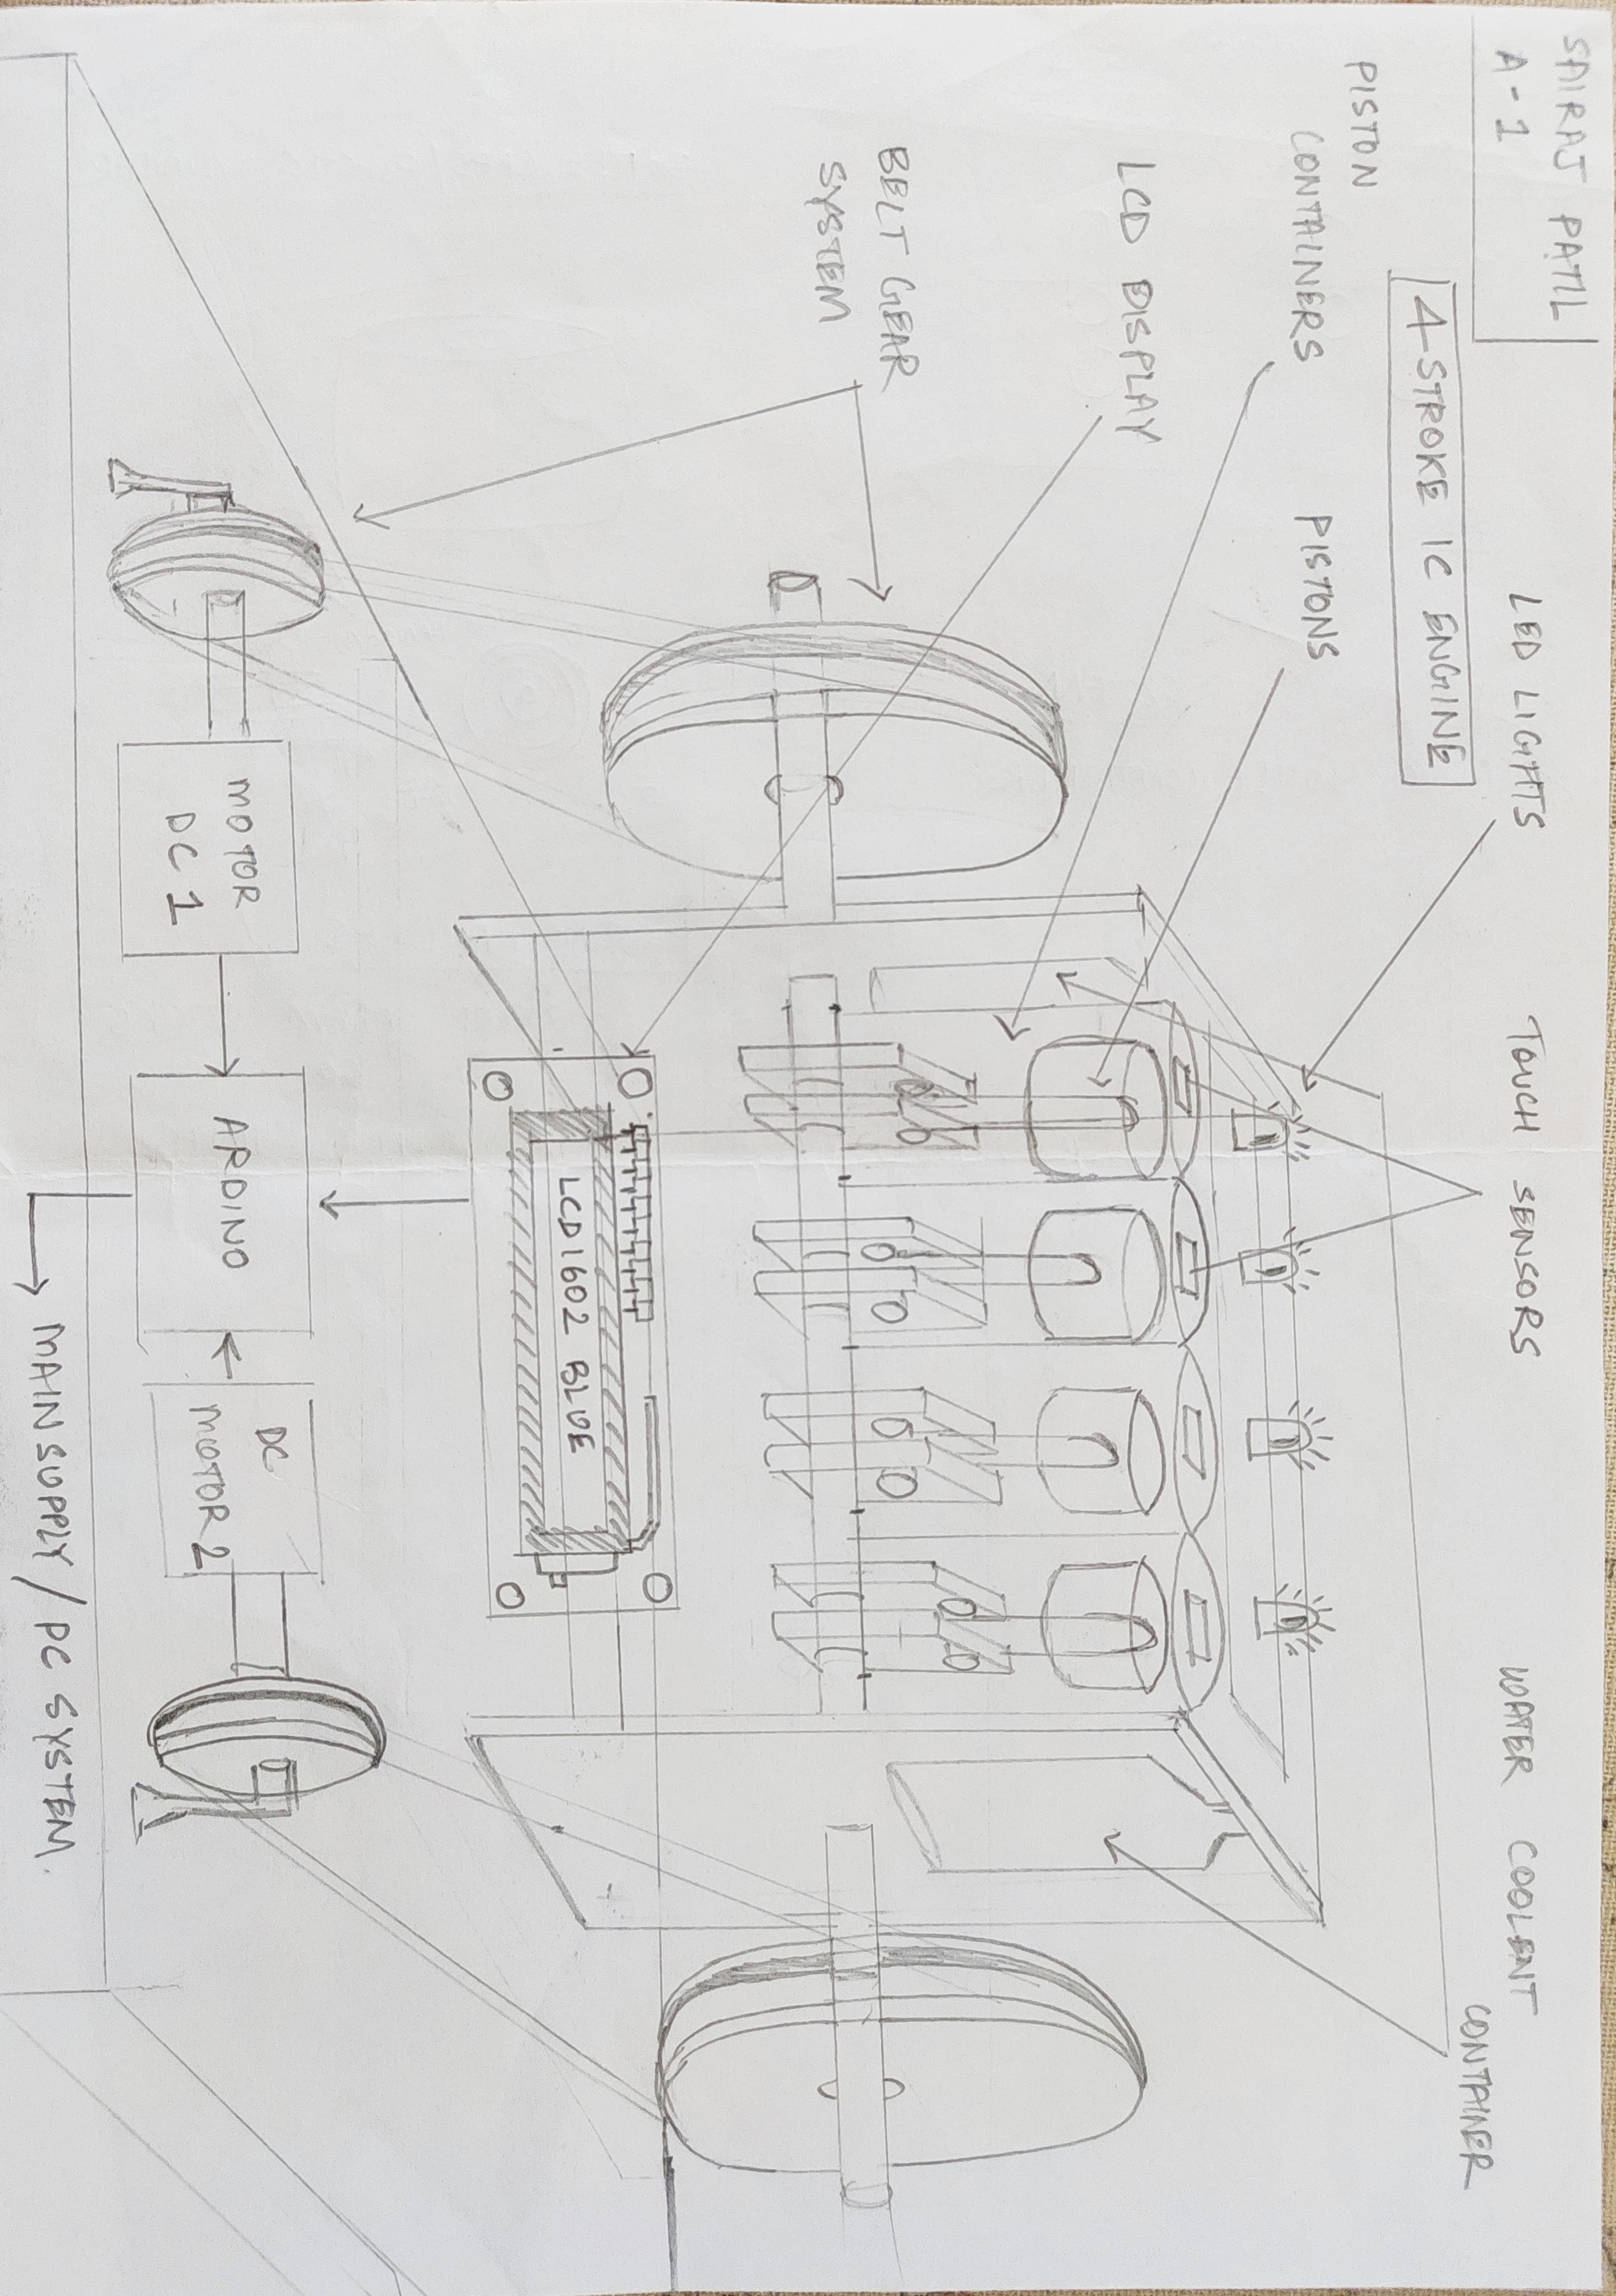 SAIRAJ PATIL
A-1
4-STROKE IC ENGINE
LED LIGHTS
TOUCH SENSORS
WATER COOLENT
CONTAINER
PISTON
CONTAINERS
PISTONS
LCD DISPLAY
BELT GEAR
SYSTEM
LCD1602 BLUE
MOTOR
DC 1
ARDINO
DC
MOTOR 2
MAIN SUPPLY / PC SYSTEM.